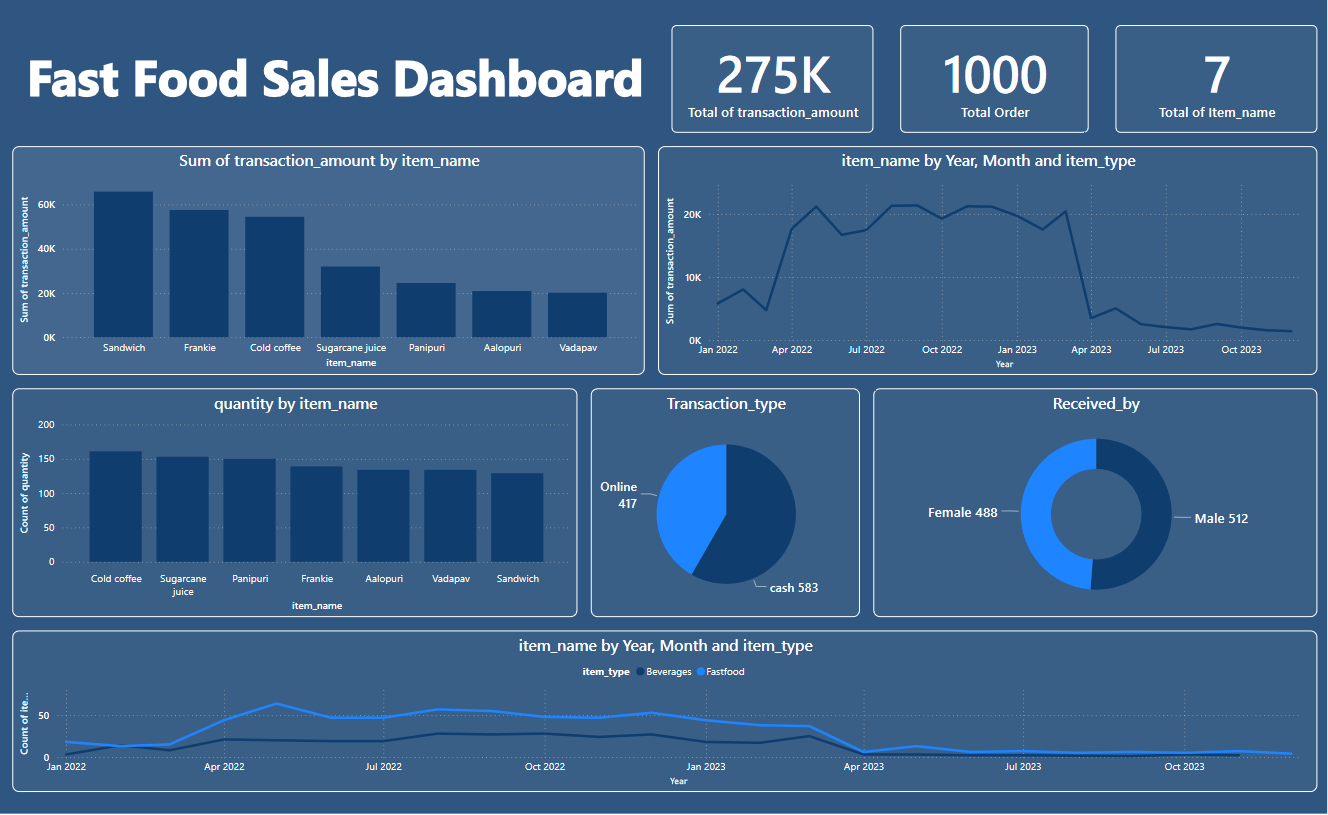 Fast Food Sales Dashboard
275K
Total of transaction_amount
1000
Total Order
7
Total of Item_name
Sum of transaction_amount by item_name
Sum of transaction_amount
60K
40K
20K
0K
Sandwich
Frankie
Cold coffee
Sugarcane juice
Panipuri
Aalopuri
Vadapav
item_name
item_name by Year, Month and item_type
Sum of transaction_amount
20K
10K
0K
Jan 2022
Apr 2022
Jul 2022
Oct 2022
Jan 2023
Apr 2023
Jul 2023
Oct 2023
Year
quantity by item_name
Count of quantity
200
150
100
50
0
Cold coffee
Sugarcane
juice
Panipuri
Frankie
Aalopuri
Vadapav
Sandwich
item_name
Transaction_type
Online
417
cash 583
Received_by
Female 488
Male 512
item_name by Year, Month and item_type
item_type Beverages Fastfood
Count of ite...
50
0
Jan 2022
Apr 2022
Jul 2022
Oct 2022
Jan 2023
Apr 2023
Jul 2023
Oct 2023
Year